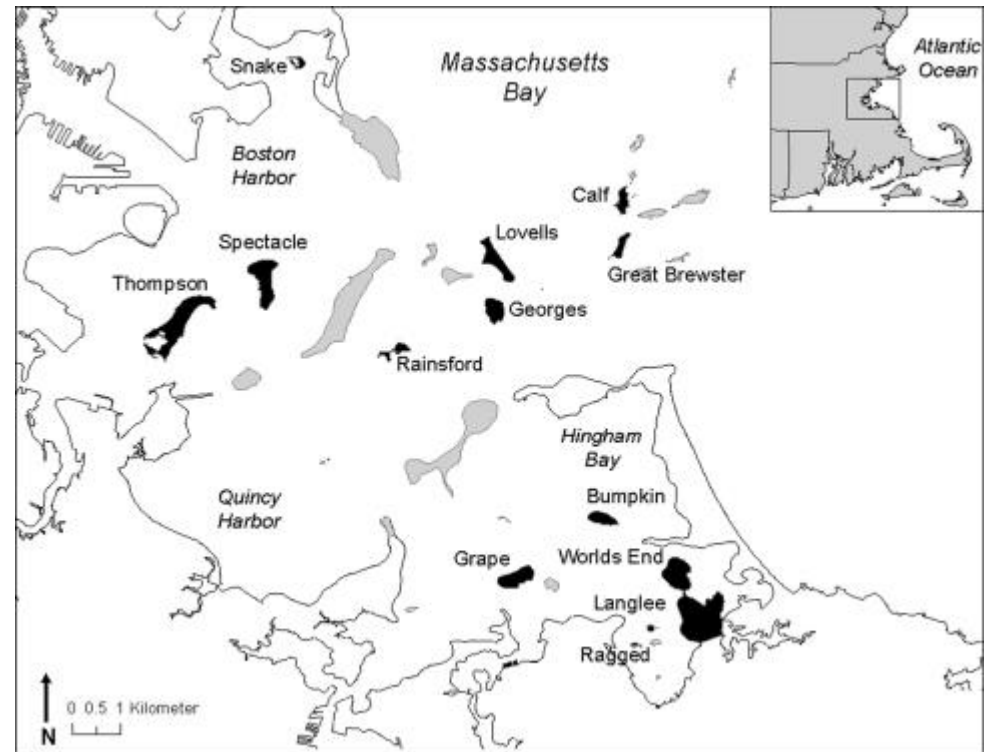 Snake
Massachusetts
Bay
Atlantic
Ocean
Boston
Harbor
Calf
Spectacle
Lovells
Thompson
Great Brewster
Georges
Rainsford
Hingham
Bay
Bumpkin
Quincy
Harbor
Grape
Worlds End
Langlee
Ragged
0 0.5 1 Kilometer
N